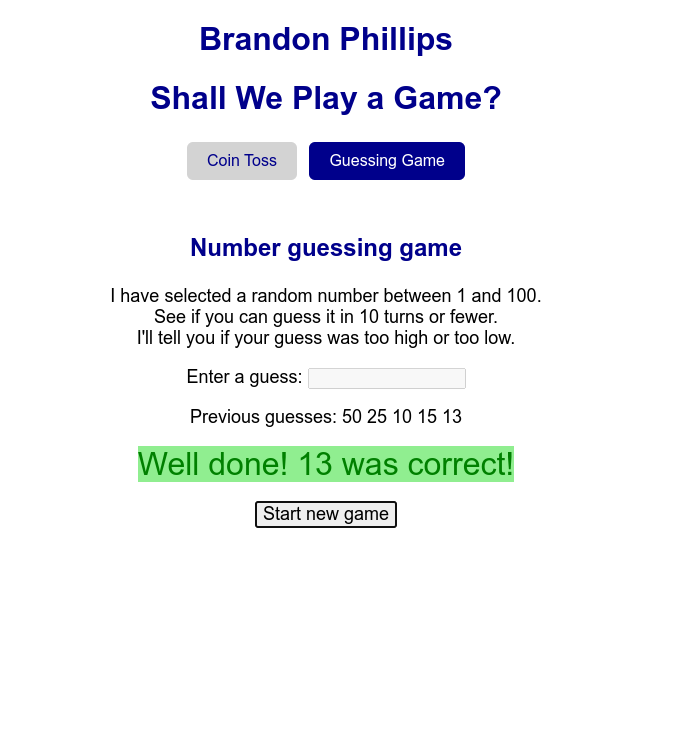 Brandon Phillips
Shall We Play a Game?
Coin Toss Guessing Game
Number guessing game
I have selected a random number between 1 and 100.
See if you can guess it in 10 turns or fewer.
I'll tell you if your guess was too high or too low.
Enter a guess:
Previous guesses: 50 25 10 15 13
Well done! 13 was correct!
Start new game